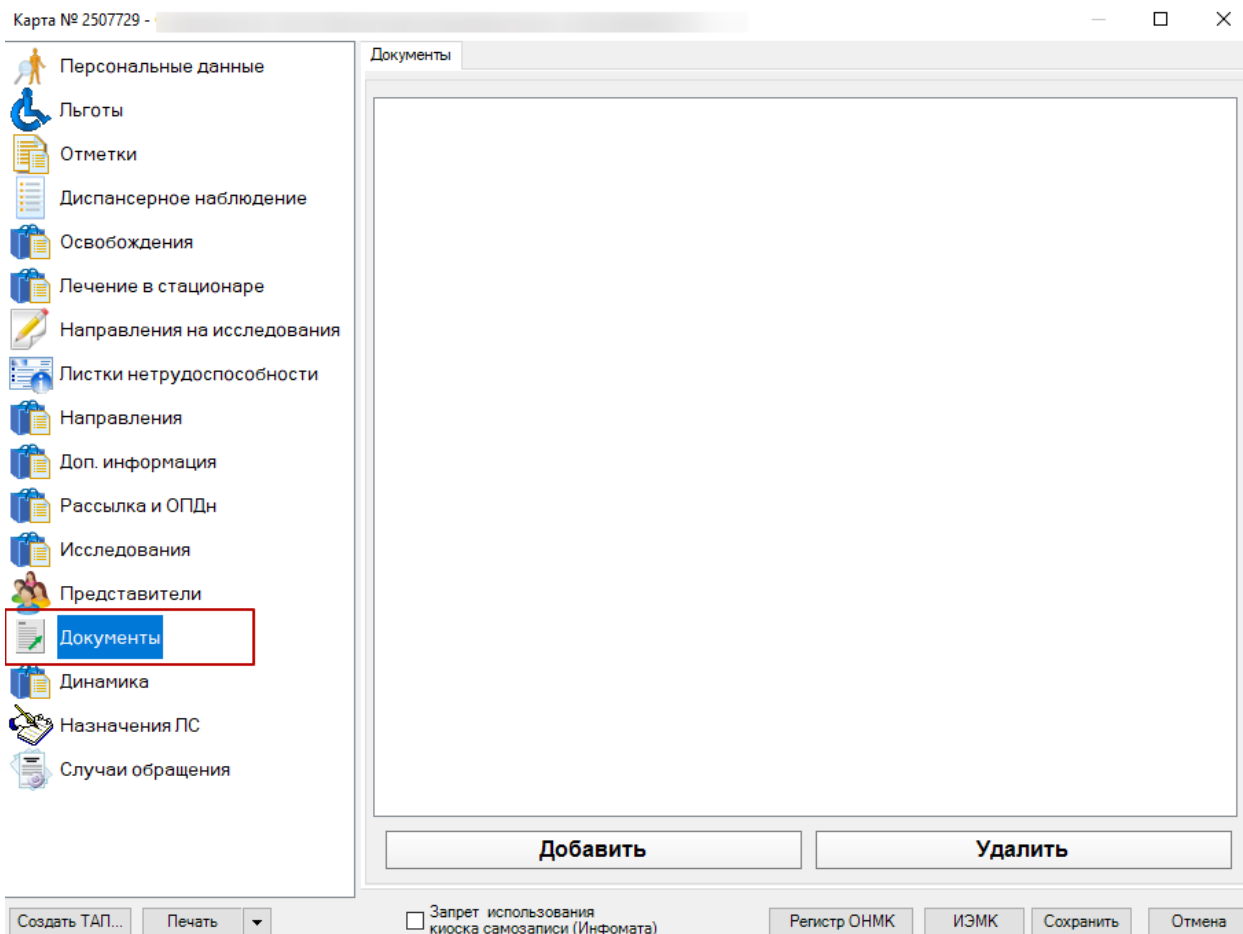 Карта № 2507729 -
Персональные данные
Льготы
Отметки
Диспансерное наблюдение
Освобождения
Лечение в стационаре
Направления на исследования
Листки нетрудоспособности
Направления
Доп. информация
Рассылка и ОПДн
Исследования
Представители
Документы
Динамика
Назначения ЛС
Случаи обращения
Документы
Добавить
Удалить
Создать ТАП...
Печать
Запрет использования
киоска самозаписи (Инфомата)
Регистр ОНМК
ИЭМК
Сохранить
Отмена